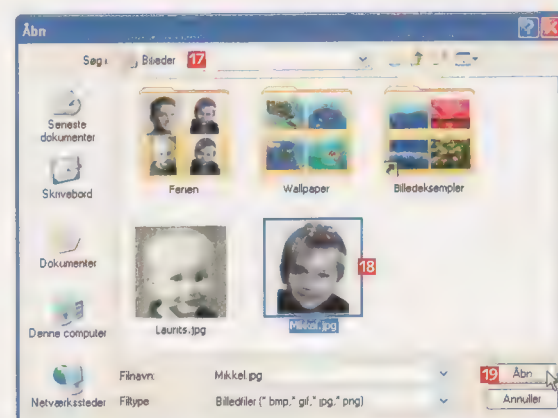 Åbn
Søg i: Billeder 17
Seneste
dokumenter
Skrivebord
Dokumenter
Denne computer
Netværkssteder
Ferien
Wallpaper
Billedeksempler
Laurits.jpg
Mikkel.jpg
18
Filnavn: Mikkel.jpg
19 Åbn
Filtype Billedfiler (*.bmp,*.gif,*.jpg,*.png)
Annuller